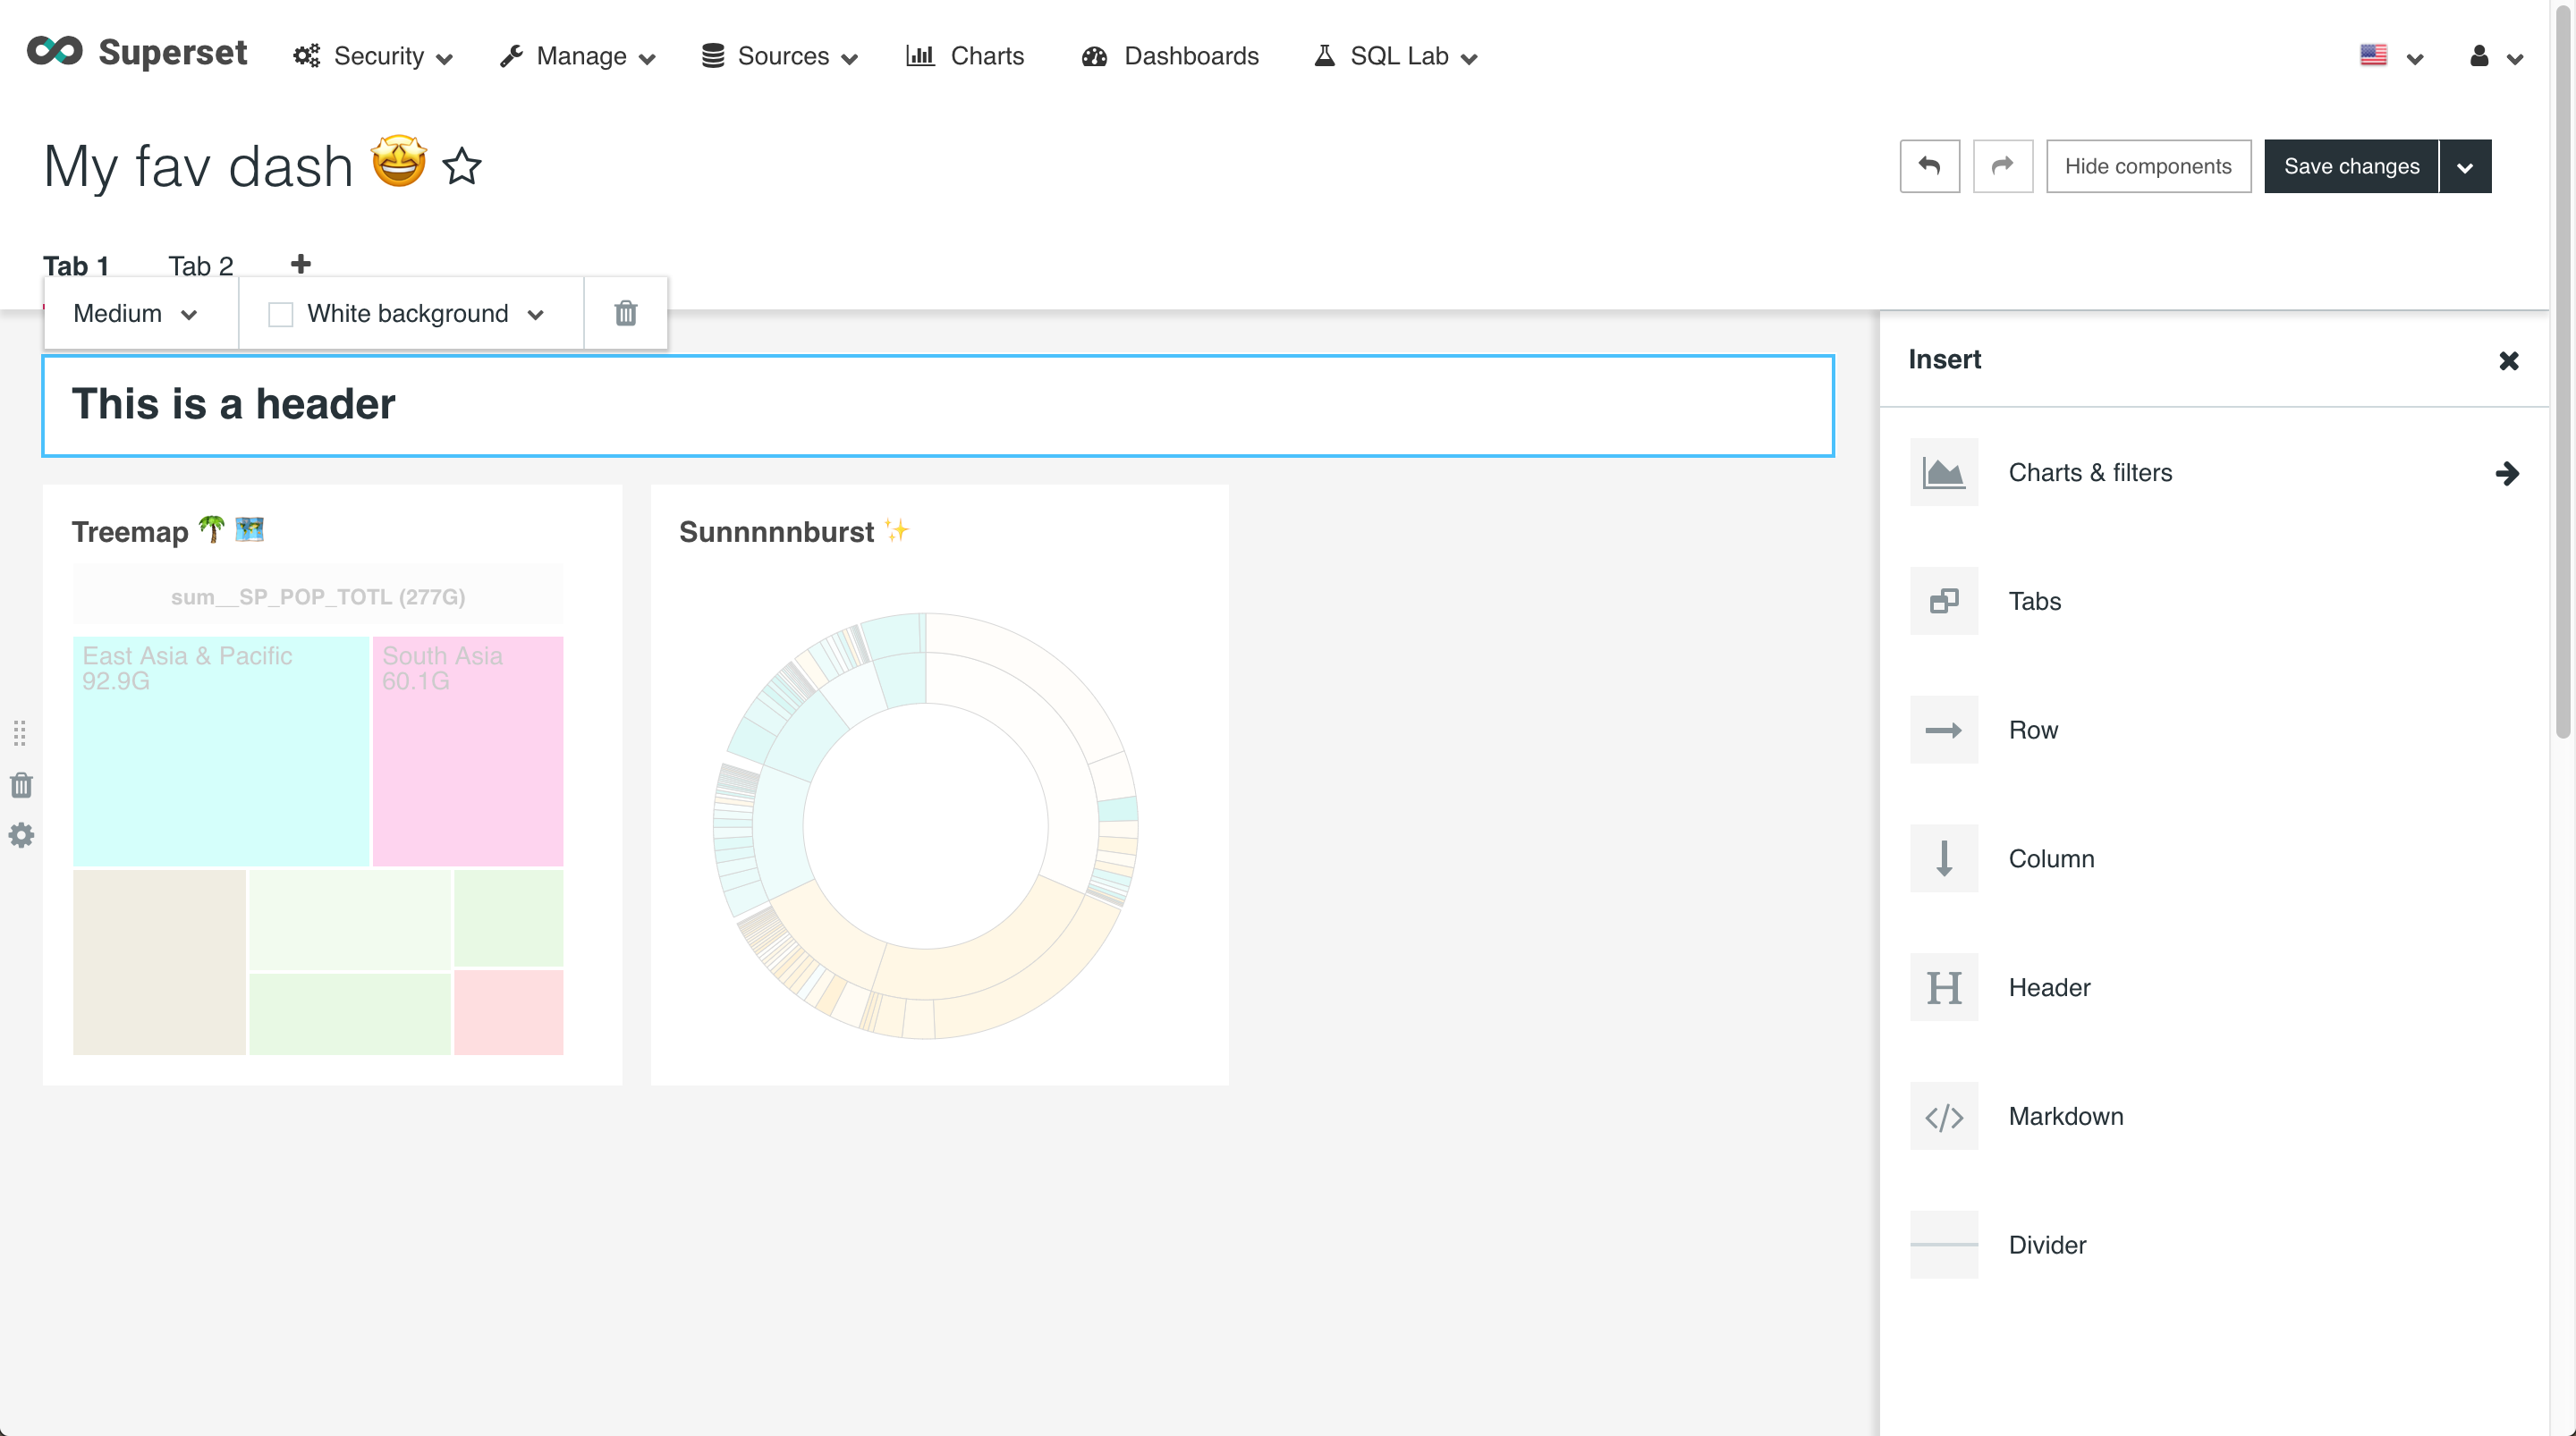 Superset Security Manage Sources Charts Dashboards SQL Lab
My fav dash 🤩
Hide components Save changes
Tab 1 Tab 2 +
Medium White background
This is a header
Insert
Treemap 🌴 🗺️
sum__SP_POP_TOTL (277G)
East Asia & Pacific
92.9G
South Asia
60.1G
Sunnnnnburst ✨
Charts & filters
Tabs
Row
Column
H Header
</> Markdown
Divider